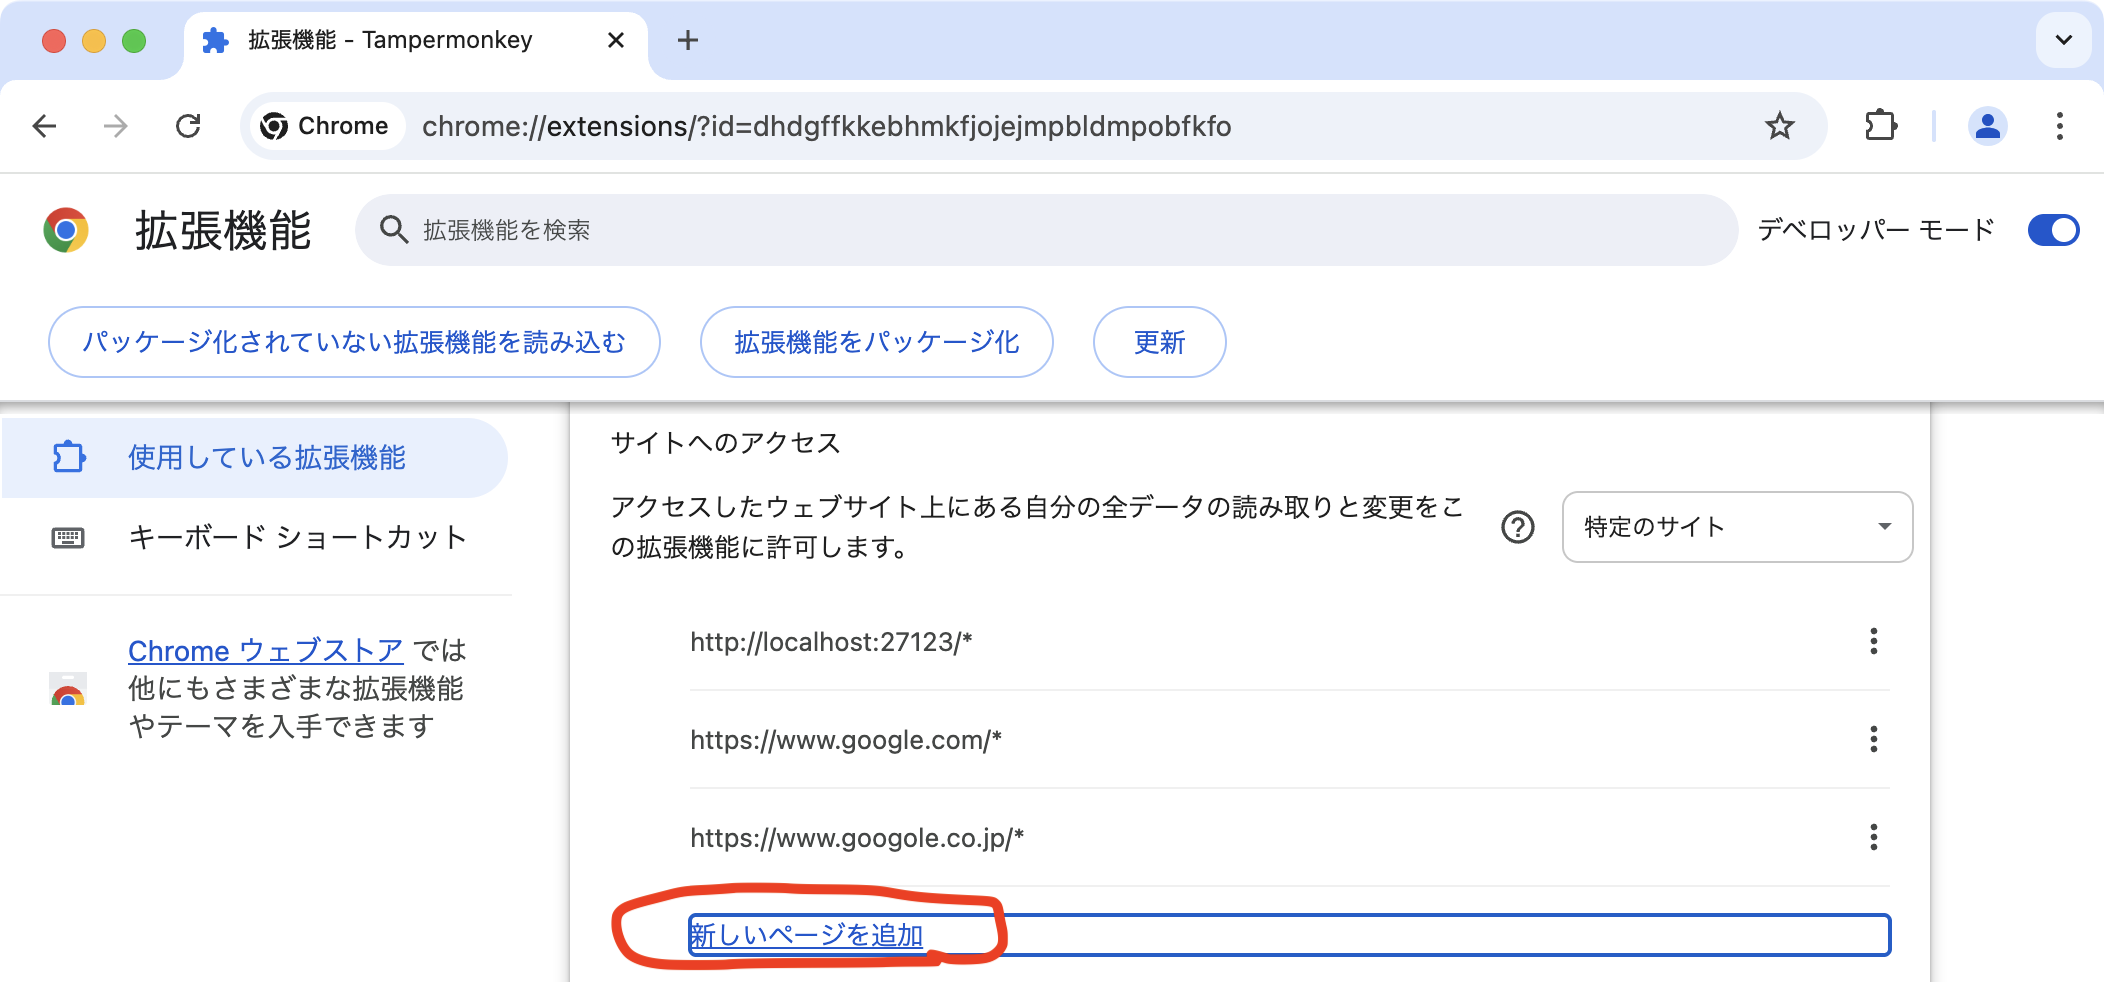 拡張機能 - Tampermonkey
Chrome
chrome://extensions/?id=dhdgffkkebhmkfjojejmpbldmpobfkfo
拡張機能
拡張機能を検索
デベロッパー モード
パッケージ化されていない拡張機能を読み込む
拡張機能をパッケージ化
更新
使用している拡張機能
キーボード ショートカット
Chrome ウェブストア では
他にもさまざまな拡張機能
やテーマを入手できます
サイトへのアクセス
アクセスしたウェブサイト上にある自分の全データの読み取りと変更をこ
の拡張機能に許可します。
特定のサイト
http://localhost:27123/*
https://www.google.com/*
https://www.googole.co.jp/*
新しいページを追加